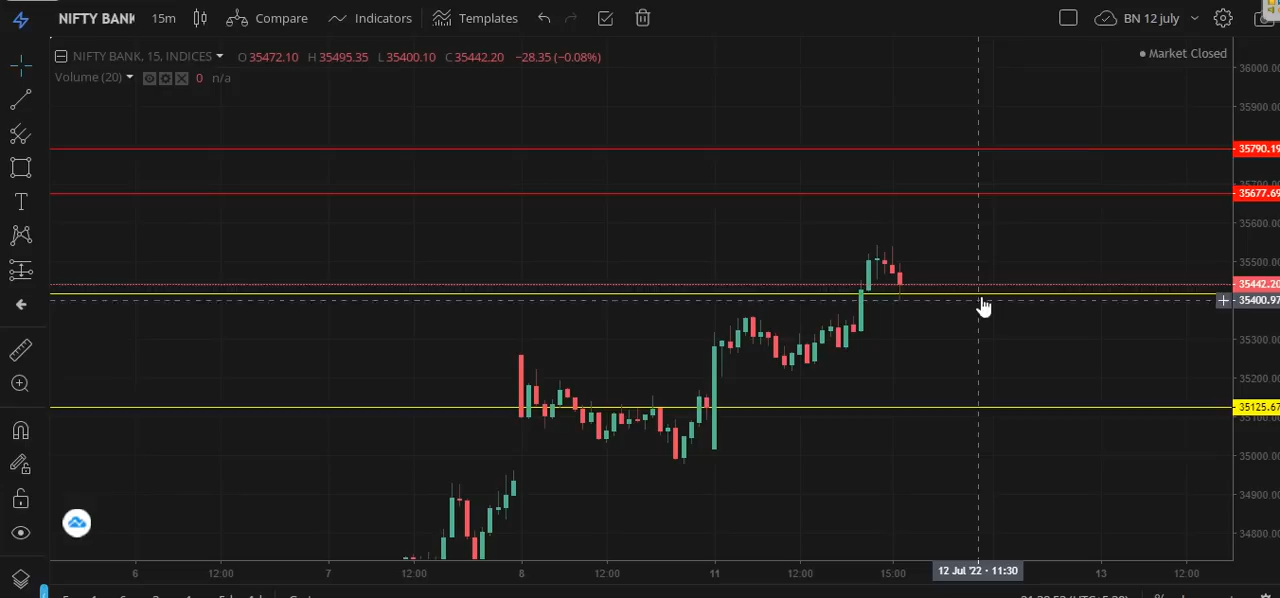 NIFTY BANK 15m Compare Indicators Templates BN 12 july
NIFTY BANK, 15, INDICES O35472.10 H35495.35 L35400.10 C35442.20 −28.35 (−0.08%)
Market Closed
Volume (20) 0 n/a
36000.0
35900.0
35790.19
35677.69
35600.0
35500.0
35442.20
35400.97
35300.0
35200.0
35125.67
35000.0
34900.0
34800.0
6 12:00 7 12:00 8 12:00 11 12:00 15:00 12 Jul '22 · 11:30 13 12:00